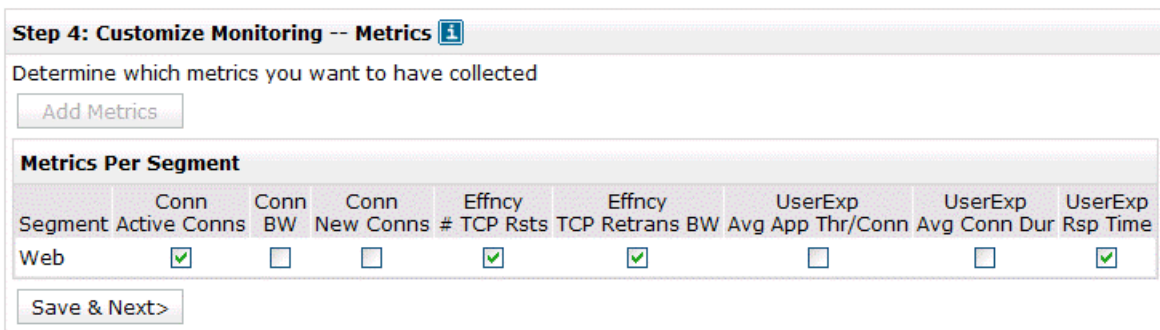 Step 4: Customize Monitoring -- Metrics i
Determine which metrics you want to have collected
Add Metrics
Metrics Per Segment
Conn Conn Conn Effncy Effncy UserExp UserExp UserExp
Segment Active Conns BW New Conns # TCP Rsts TCP Retrans BW Avg App Thr/Conn Avg Conn Dur Rsp Time
Web
Save & Next>